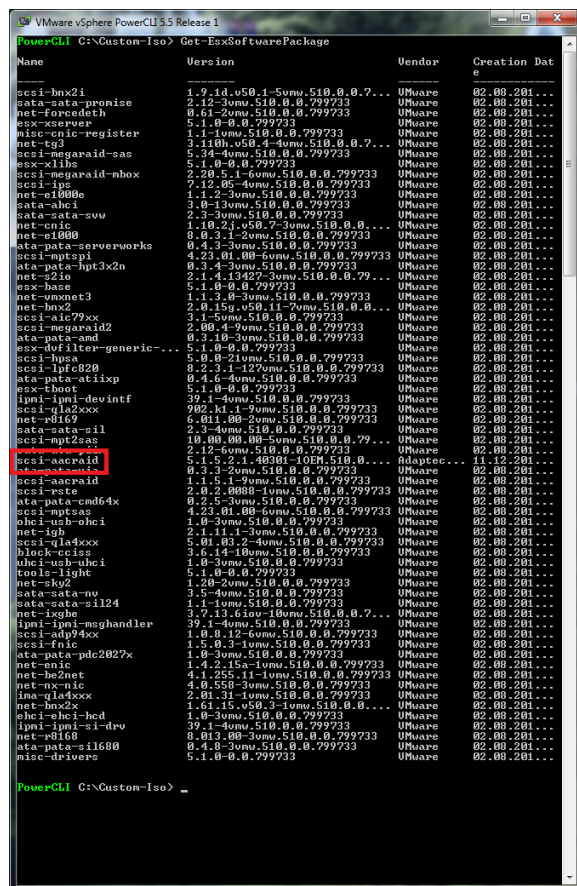 VMware vSphere PowerCLI 5.5 Release 1
PowerCLI C:\Custom-Iso> Get-EsxSoftwarePackage
Name Version Vendor Creation Dat
e
---- ------- ------ ------------
scsi-bnx2i 1.9.1d.v50.1-5vmw.510.0.0.7... VMware 02.08.201...
sata-sata-promise 2.12-3vmw.510.0.0.799733 VMware 02.08.201...
net-forcedeth 0.61-2vmw.510.0.0.799733 VMware 02.08.201...
esx-xserver 5.1.0-0.0.799733 VMware 02.08.201...
misc-cnic-register 1.1-1vmw.510.0.0.799733 VMware 02.08.201...
net-tg3 3.110h.v50.4-4vmw.510.0.0.7... VMware 02.08.201...
scsi-megaraid-sas 5.34-4vmw.510.0.0.799733 VMware 02.08.201...
esx-xlibs 5.1.0-0.0.799733 VMware 02.08.201...
scsi-megaraid-mbox 2.20.5.1-6vmw.510.0.0.799733 VMware 02.08.201...
scsi-ips 7.12.05-4vmw.510.0.0.799733 VMware 02.08.201...
net-e1000e 1.1.2-3vmw.510.0.0.799733 VMware 02.08.201...
sata-ahci 3.0-13vmw.510.0.0.799733 VMware 02.08.201...
sata-sata-svw 2.3-3vmw.510.0.0.799733 VMware 02.08.201...
net-cnic 1.10.2j.v50.7-3vmw.510.0.0.... VMware 02.08.201...
net-e1000 8.0.3.1-2vmw.510.0.0.799733 VMware 02.08.201...
ata-pata-serverworks 0.4.3-3vmw.510.0.0.799733 VMware 02.08.201...
scsi-mptspi 4.23.01.00-6vmw.510.0.0.799733 VMware 02.08.201...
ata-pata-hpt3x2n 0.3.4-3vmw.510.0.0.799733 VMware 02.08.201...
net-s2io 2.1.4.13427-3vmw.510.0.0.79... VMware 02.08.201...
esx-base 5.1.0-0.0.799733 VMware 02.08.201...
net-vmxnet3 1.1.3.0-3vmw.510.0.0.799733 VMware 02.08.201...
net-bnx2 2.0.15g.v50.11-7vmw.510.0.0... VMware 02.08.201...
scsi-aic79xx 3.1-5vmw.510.0.0.799733 VMware 02.08.201...
scsi-megaraid2 2.00.4-9vmw.510.0.0.799733 VMware 02.08.201...
ata-pata-amd 0.3.10-3vmw.510.0.0.799733 VMware 02.08.201...
esx-dvfilter-generic-... 5.1.0-0.0.799733 VMware 02.08.201...
scsi-hpsa 5.0.0-21vmw.510.0.0.799733 VMware 02.08.201...
scsi-lpfc820 8.2.3.1-127vmw.510.0.0.799733 VMware 02.08.201...
ata-pata-atiixp 0.4.6-4vmw.510.0.0.799733 VMware 02.08.201...
esx-tboot 5.1.0-0.0.799733 VMware 02.08.201...
ipmi-ipmi-devintf 39.1-4vmw.510.0.0.799733 VMware 02.08.201...
scsi-qla2xxx 902.k1.1-9vmw.510.0.0.799733 VMware 02.08.201...
net-r8169 6.011.00-2vmw.510.0.0.799733 VMware 02.08.201...
sata-sata-sil 2.3-4vmw.510.0.0.799733 VMware 02.08.201...
scsi-mpt2sas 10.00.00.00-5vmw.510.0.0.79... VMware 02.08.201...
2.12-6vmw.510.0.0.799733 VMware 02.08.201...
scsi-aacraid 5.1.5.2.1.40301-1OEM.510.0.... Adaptec... 11.12.201...
ata-pata-via 0.3.3-2vmw.510.0.0.799733 VMware 02.08.201...
scsi-aacraid 1.1.5.1-9vmw.510.0.0.799733 VMware 02.08.201...
scsi-rste 2.0.2.0088-1vmw.510.0.0.799733 VMware 02.08.201...
ata-pata-cmd64x 0.2.5-3vmw.510.0.0.799733 VMware 02.08.201...
scsi-mptsas 4.23.01.00-6vmw.510.0.0.799733 VMware 02.08.201...
ohci-usb-ohci 1.0-3vmw.510.0.0.799733 VMware 02.08.201...
net-igb 2.1.11.1-3vmw.510.0.0.799733 VMware 02.08.201...
scsi-qla4xxx 5.01.03.2-4vmw.510.0.0.799733 VMware 02.08.201...
block-cciss 3.6.14-10vmw.510.0.0.799733 VMware 02.08.201...
uhci-usb-uhci 1.0-3vmw.510.0.0.799733 VMware 02.08.201...
tools-light 5.1.0-0.0.799733 VMware 02.08.201...
net-sky2 1.20-2vmw.510.0.0.799733 VMware 02.08.201...
sata-sata-nv 3.5-4vmw.510.0.0.799733 VMware 02.08.201...
sata-sata-sil24 1.1-1vmw.510.0.0.799733 VMware 02.08.201...
net-ixgbe 3.7.13.6iov-10vmw.510.0.0.7... VMware 02.08.201...
ipmi-ipmi-msghandler 39.1-4vmw.510.0.0.799733 VMware 02.08.201...
scsi-adp94xx 1.0.8.12-6vmw.510.0.0.799733 VMware 02.08.201...
scsi-fnic 1.5.0.3-1vmw.510.0.0.799733 VMware 02.08.201...
ata-pata-pdc2027x 1.0-3vmw.510.0.0.799733 VMware 02.08.201...
net-enic 1.4.2.15a-1vmw.510.0.0.799733 VMware 02.08.201...
net-be2net 4.1.255.11-1vmw.510.0.0.799733 VMware 02.08.201...
net-nx-nic 4.0.558-3vmw.510.0.0.799733 VMware 02.08.201...
ima-qla4xxx 2.01.31-1vmw.510.0.0.799733 VMware 02.08.201...
net-bnx2x 1.61.15.v50.3-1vmw.510.0.0.... VMware 02.08.201...
ehci-ehci-hcd 1.0-3vmw.510.0.0.799733 VMware 02.08.201...
ipmi-ipmi-si-drv 39.1-4vmw.510.0.0.799733 VMware 02.08.201...
net-r8168 8.013.00-3vmw.510.0.0.799733 VMware 02.08.201...
ata-pata-sil680 0.4.8-3vmw.510.0.0.799733 VMware 02.08.201...
misc-drivers 5.1.0-0.0.799733 VMware 02.08.201...
PowerCLI C:\Custom-Iso> _